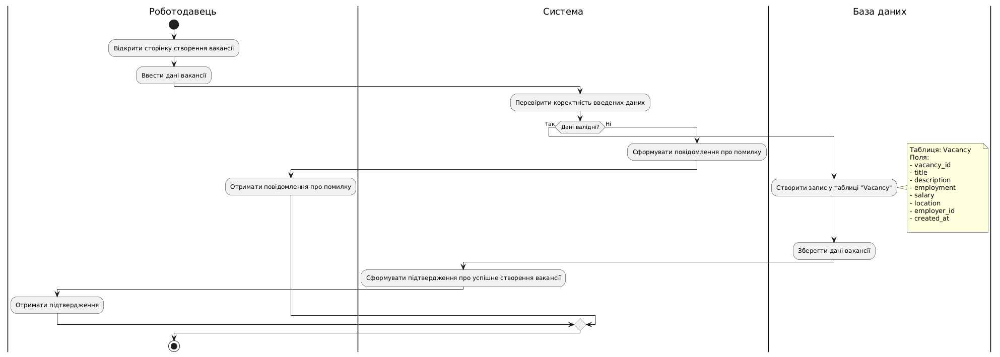 Роботодавець
Система
База даних
Відкрити сторінку створення вакансії
Ввести дані вакансії
Перевірити коректність введених даних
Так
Дані валідні?
Ні
Сформувати повідомлення про помилку
Отримати повідомлення про помилку
Створити запис у таблиці "Vacancy"
Таблиця: Vacancy
Поля:
- vacancy_id
- title
- description
- employment
- salary
- location
- employer_id
- created_at
Зберегти дані вакансії
Сформувати підтвердження про успішне створення вакансії
Отримати підтвердження